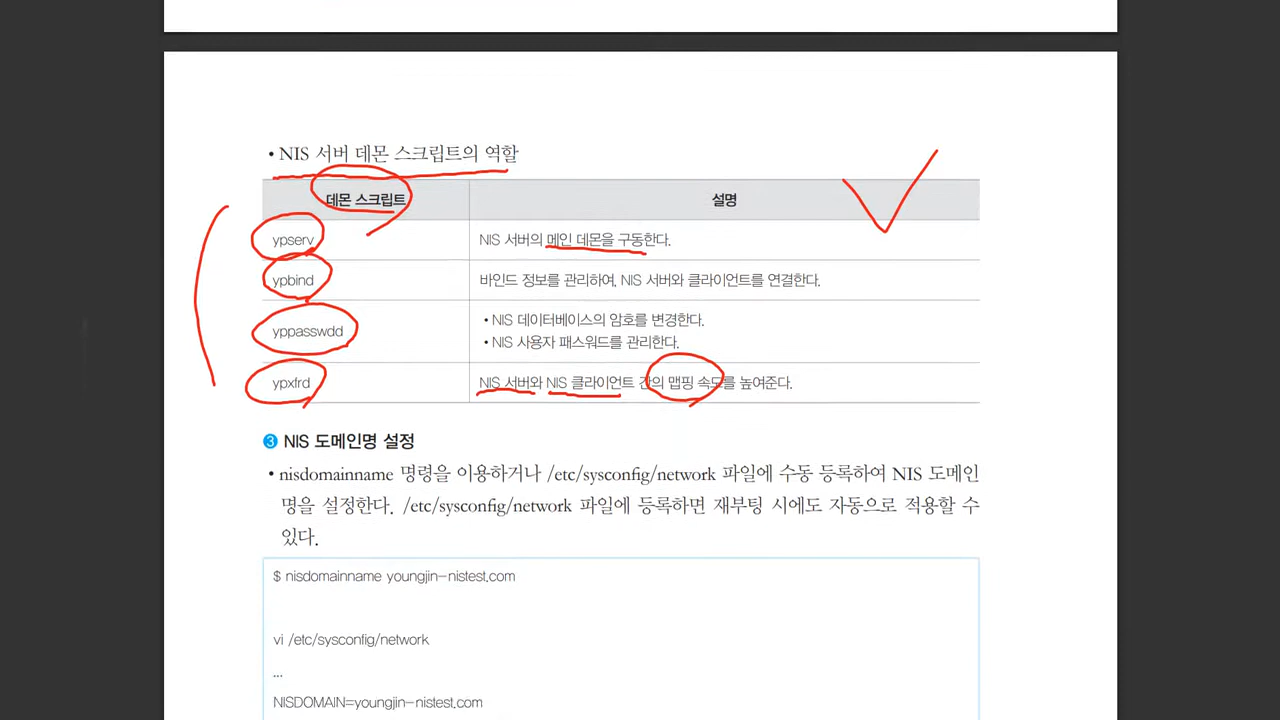 • NIS 서버 데몬 스크립트의 역할
데몬 스크립트 설명
ypserv NIS 서버의 메인 데몬을 구동한다.
ypbind 바인드 정보를 관리하여, NIS 서버와 클라이언트를 연결한다.
yppasswdd
• NIS 데이터베이스의 암호를 변경한다.
• NIS 사용자 패스워드를 관리한다.
ypxfrd NIS 서버와 NIS 클라이언트 간의 맵핑 속도를 높여준다.
3 NIS 도메인명 설정
• nisdomainname 명령을 이용하거나 /etc/sysconfig/network 파일에 수동 등록하여 NIS 도메인
명을 설정한다. /etc/sysconfig/network 파일에 등록하면 재부팅 시에도 자동으로 적용할 수
있다.
$ nisdomainname youngjin-nistest.com
vi /etc/sysconfig/network
...
NISDOMAIN=youngjin-nistest.com